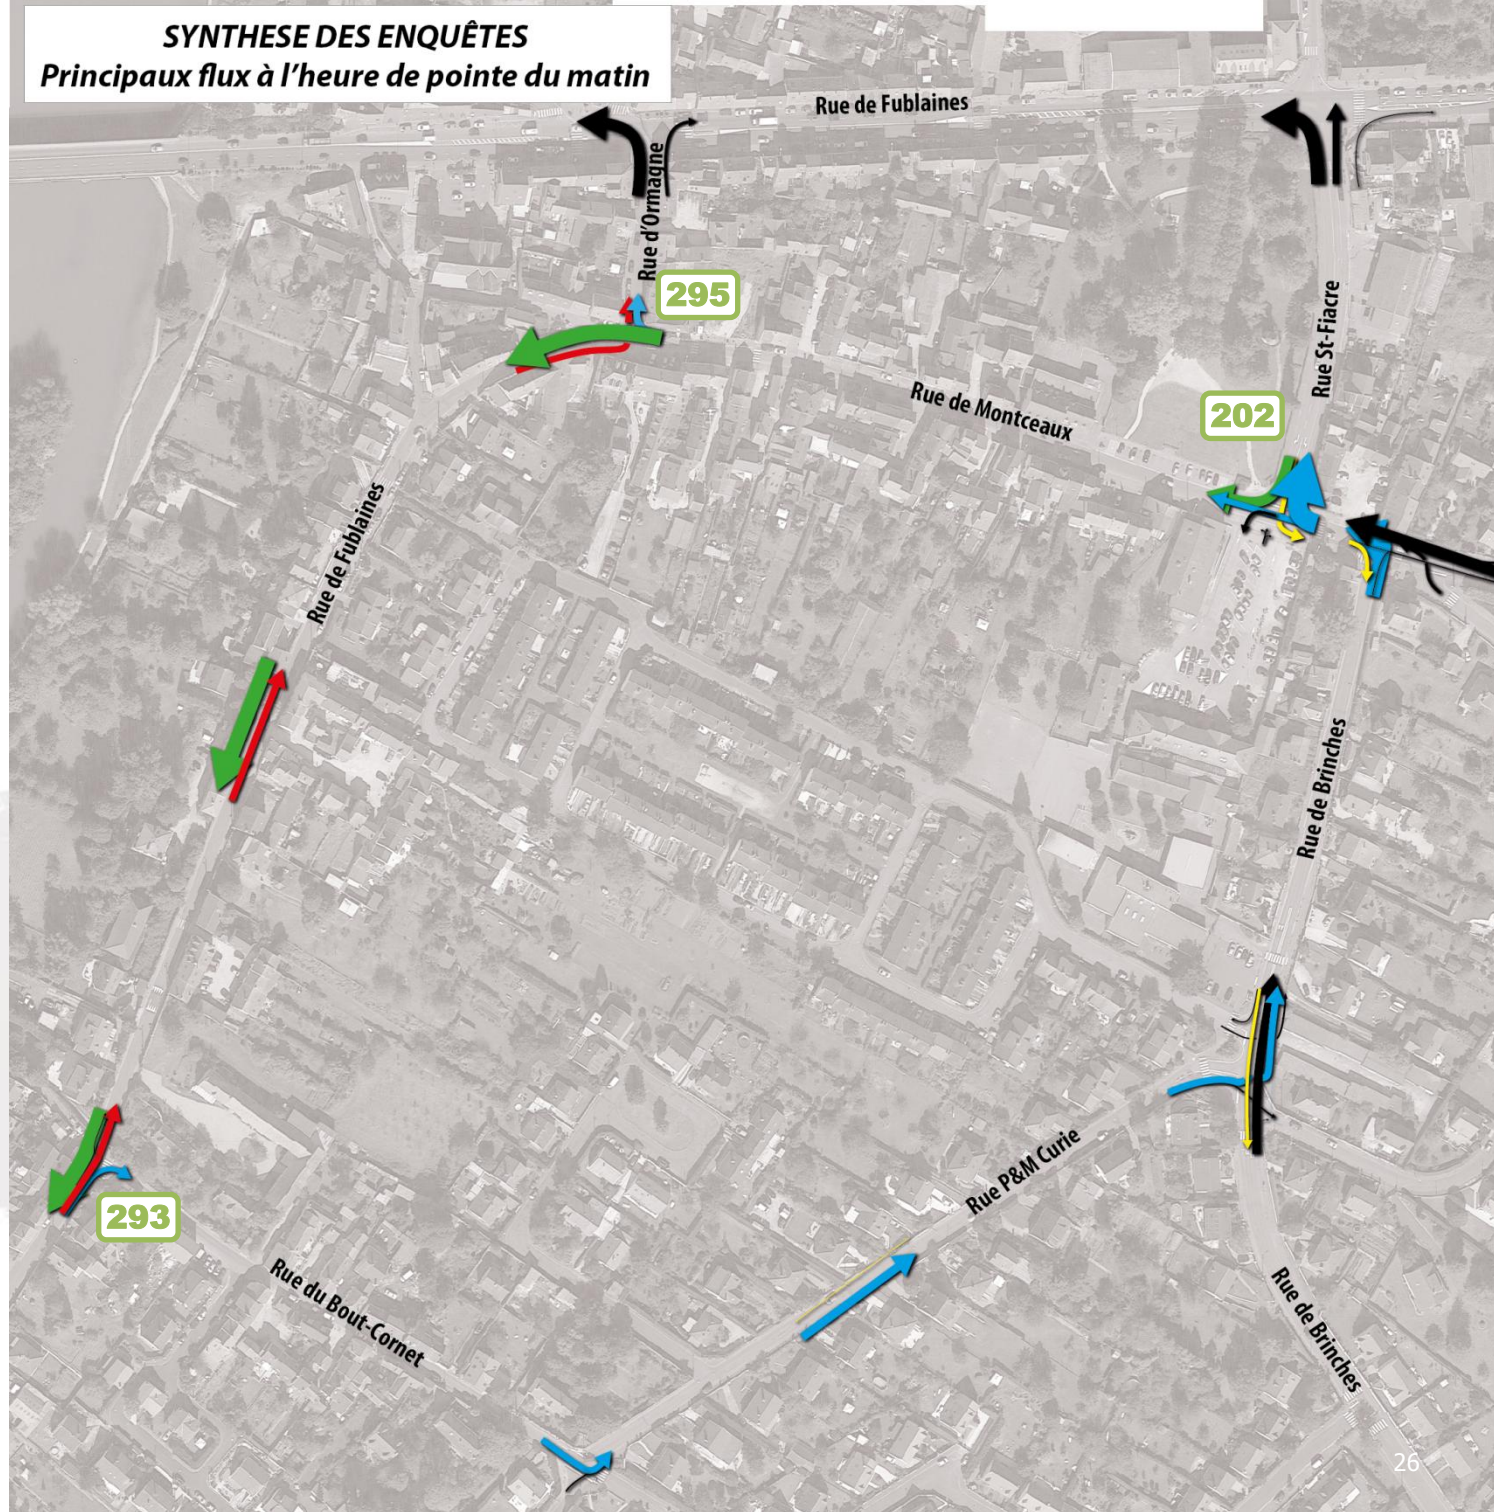 SYNTHESE DES ENQUÊTES
Principaux flux à l'heure de pointe du matin
Rue de Fublaines
Rue d'Ormagne
295
Rue St-Fiacre
Rue de Montceaux
202
Rue de Fublaines
Rue de Brinches
Rue P&M Curie
293
Rue du Bout-Cornet
Rue de Brinches
26